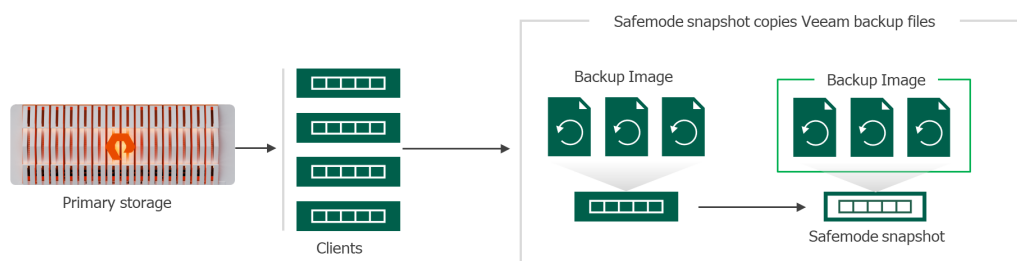 Safemode snapshot copies Veeam backup files
Backup Image
Backup Image
Primary storage
Clients
Safemode snapshot